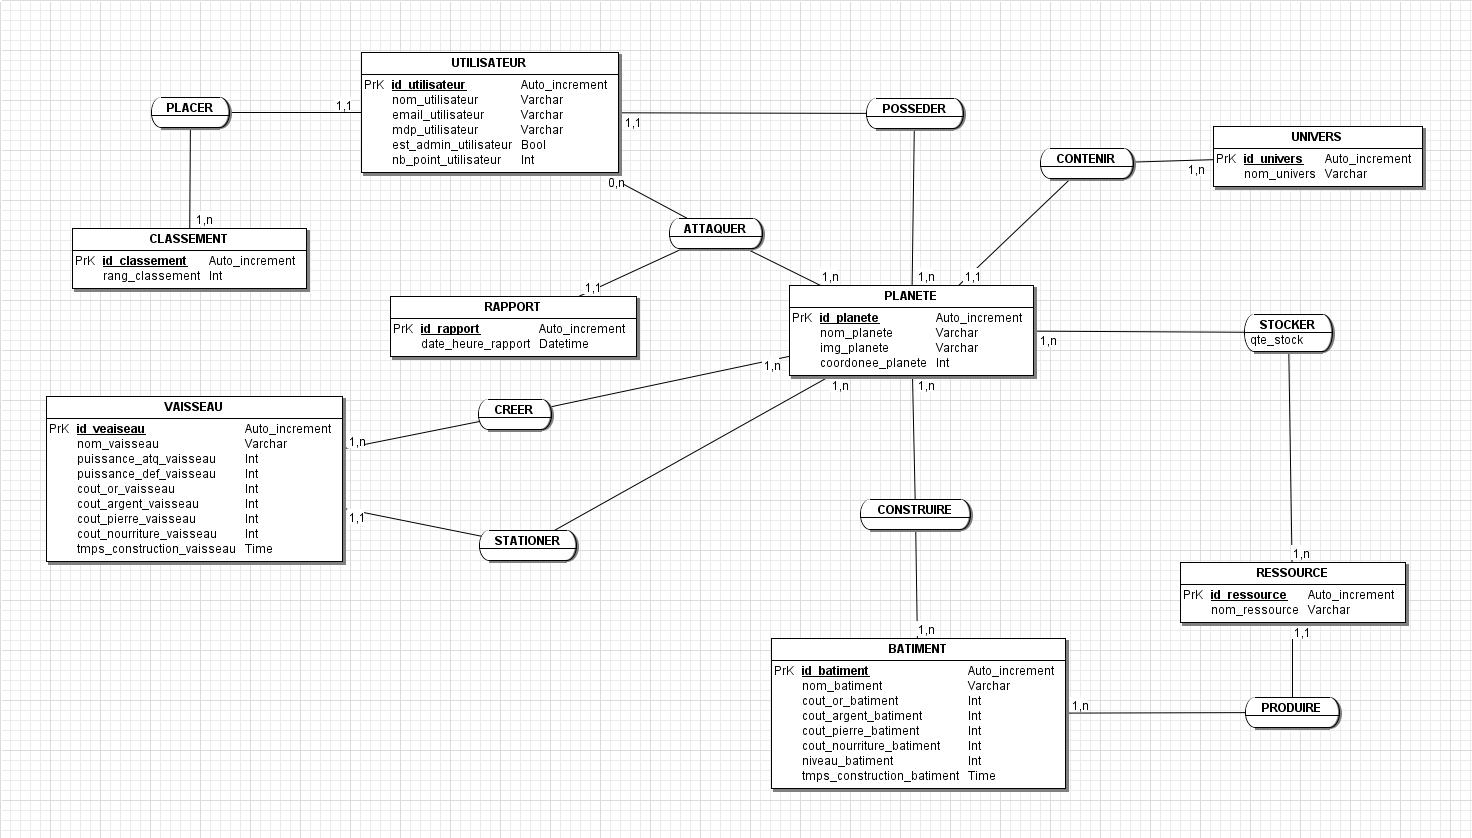 UTILISATEUR
PrK id_utilisateur Auto_increment
nom_utilisateur Varchar
email_utilisateur Varchar
mdp_utilisateur Varchar
est_admin_utilisateur Bool
nb_point_utilisateur Int
PLACER
1,1
1,1
POSSEDER
UNIVERS
PrK id_univers Auto_increment
nom_univers Varchar
CONTENIR
1,n
0,n
1,n
CLASSEMENT
PrK id_classement Auto_increment
rang_classement Int
ATTAQUER
1,n
1,n
1,1
1,1
RAPPORT
PrK id_rapport Auto_increment
date_heure_rapport Datetime
PLANETE
PrK id_planete Auto_increment
nom_planete Varchar
img_planete Varchar
coordonee_planete Int
1,n
STOCKER
qte_stock
1,n
1,n
1,n
VAISSEAU
PrK id_veaiseau Auto_increment
nom_vaisseau Varchar
puissance_atq_vaisseau Int
puissance_def_vaisseau Int
cout_or_vaisseau Int
cout_argent_vaisseau Int
cout_pierre_vaisseau Int
cout_nourriture_vaisseau Int
tmps_construction_vaisseau Time
CREER
1,n
1,1
STATIONER
CONSTRUIRE
1,n
RESSOURCE
PrK id_ressource Auto_increment
nom_ressource Varchar
1,n
1,1
BATIMENT
PrK id_batiment Auto_increment
nom_batiment Varchar
cout_or_batiment Int
cout_argent_batiment Int
cout_pierre_batiment Int
cout_nourriture_batiment Int
niveau_batiment Int
tmps_construction_batiment Time
1,n
PRODUIRE